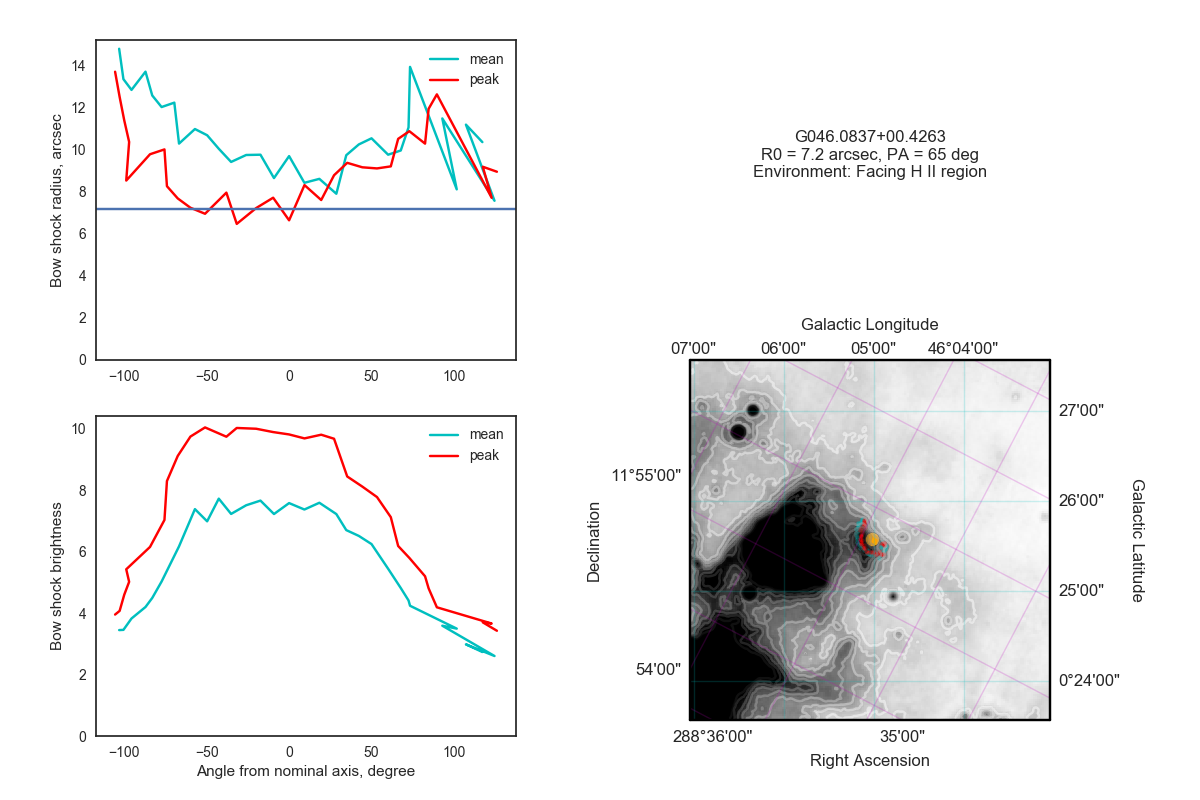 14
12
10
8
6
4
2
0
Bow shock radius, arcsec
mean
peak
−100
−50
0
50
100
G046.0837+00.4263
R0 = 7.2 arcsec, PA = 65 deg
Environment: Facing H II region
10
8
6
4
2
0
Bow shock brightness
mean
peak
−100
−50
0
50
100
Angle from nominal axis, degree
Galactic Longitude
07'00"
06'00"
05'00"
46°04'00"
11°55'00"
54'00"
Declination
27'00"
26'00"
25'00"
0°24'00"
Galactic Latitude
288°36'00"
35'00"
Right Ascension